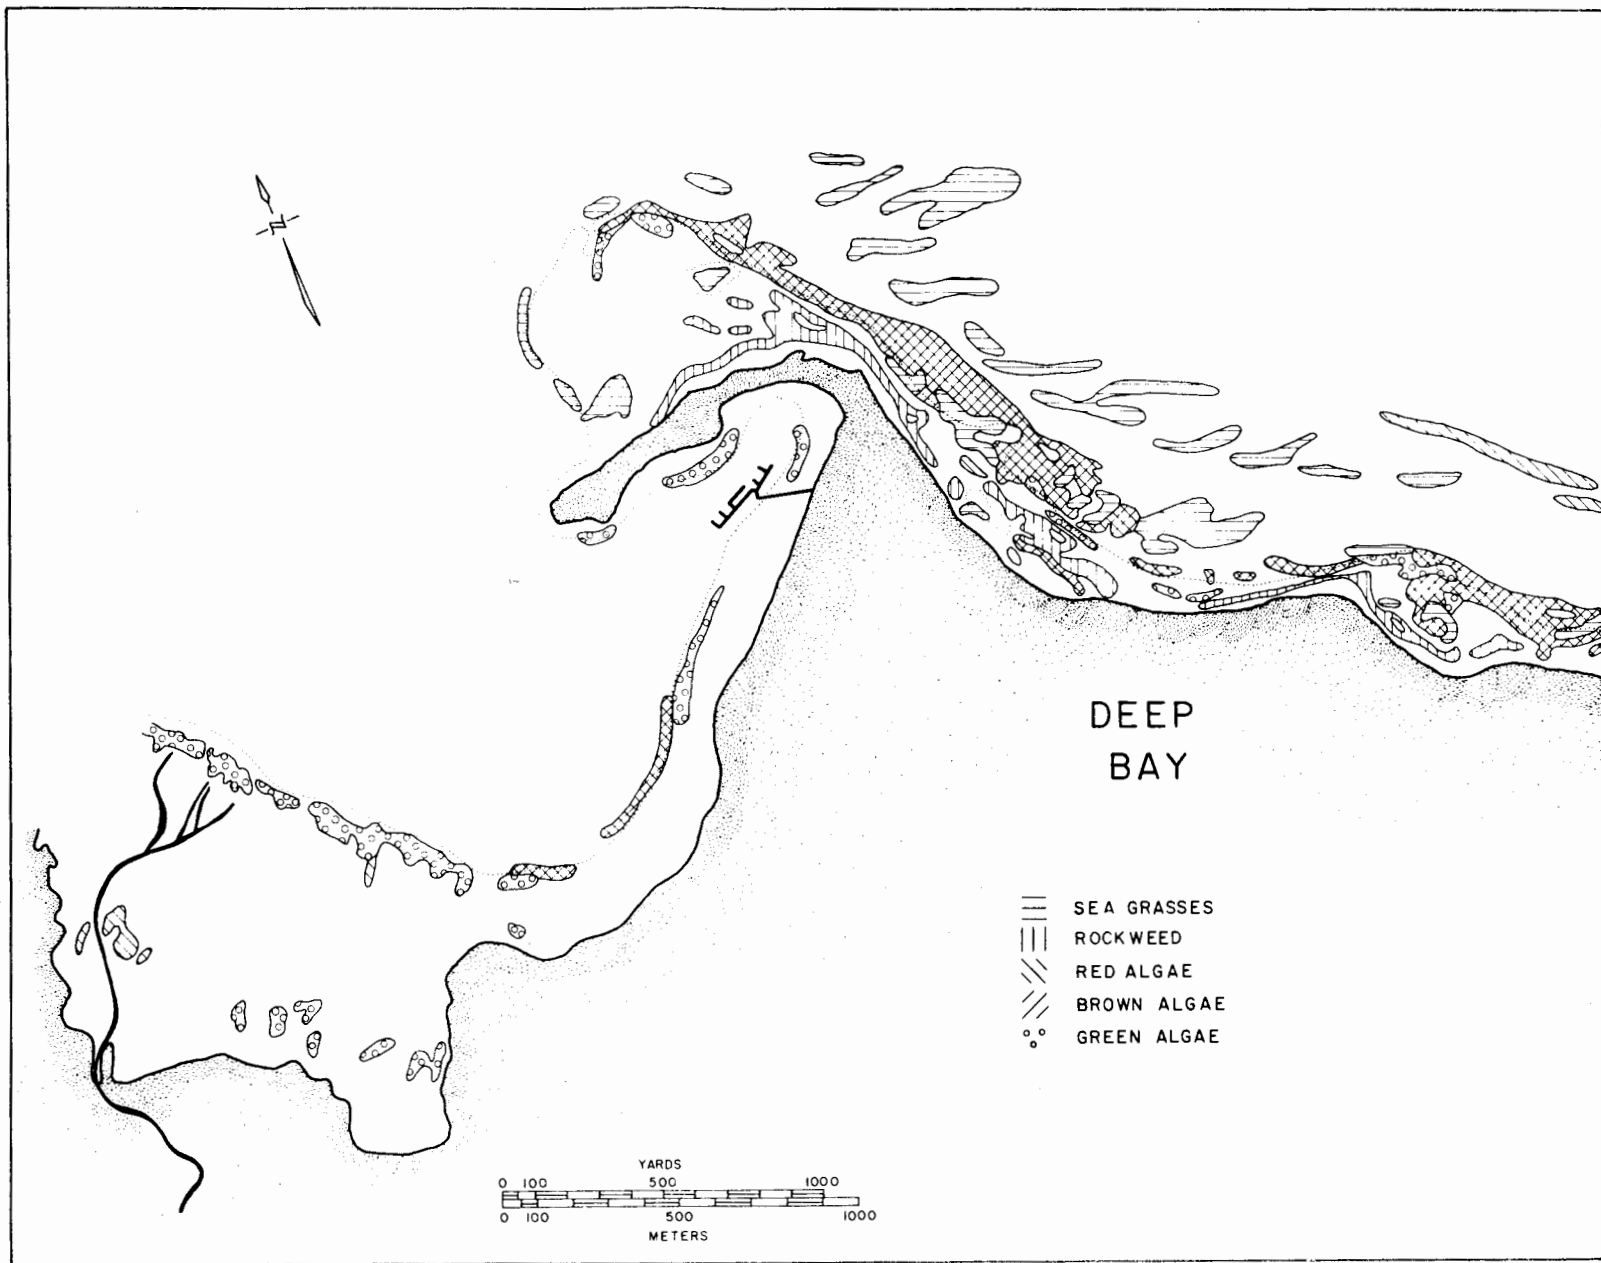 N
DEEP
BAY
SEA GRASSES
ROCKWEED
RED ALGAE
BROWN ALGAE
GREEN ALGAE
YARDS
0 100 500 1000
0 100 500 1000
METERS